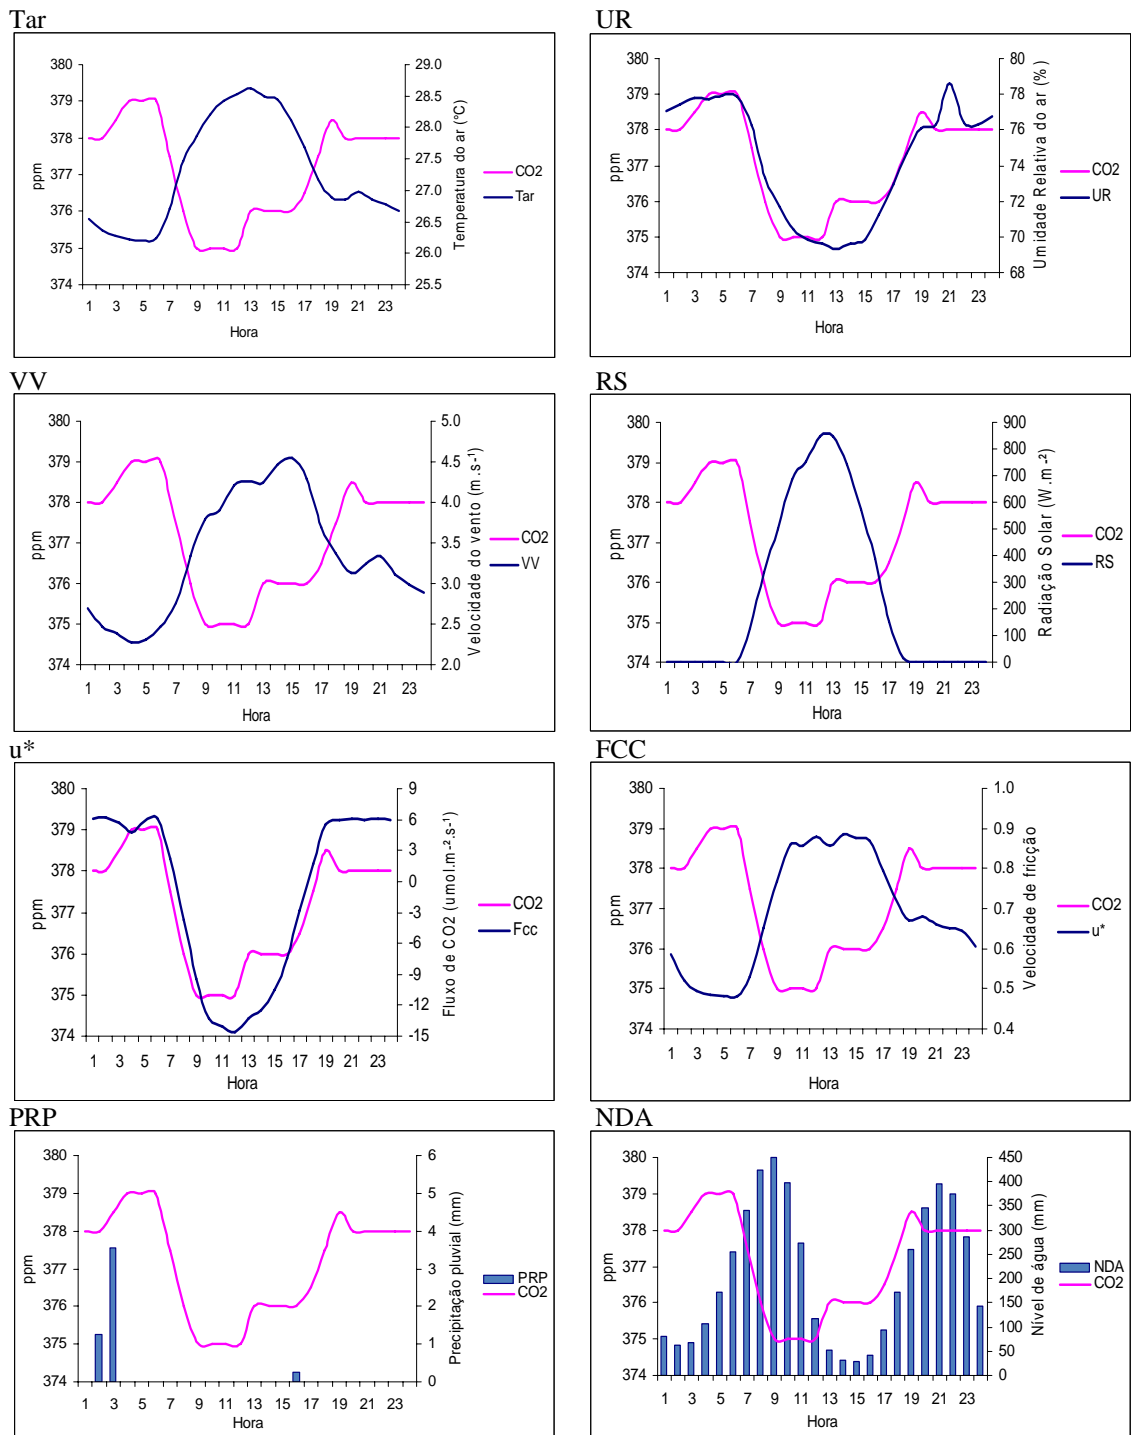 Tar
380
379
378
377
376
375
374
ppm
29.0
28.5
28.0
27.5
27.0
26.5
26.0
25.5
Temperatura do ar (°C)
CO2
Tar
1 3 5 7 9 11 13 15 17 19 21 23
Hora
UR
380
379
378
377
376
375
374
ppm
80
78
76
74
72
70
68
Umidade Relativa do ar (%)
CO2
UR
1 3 5 7 9 11 13 15 17 19 21 23
Hora
VV
380
379
378
377
376
375
374
ppm
5.0
4.5
4.0
3.5
3.0
2.5
2.0
Velocidade do vento (m.s-¹)
CO2
VV
1 3 5 7 9 11 13 15 17 19 21 23
Hora
RS
380
379
378
377
376
375
374
ppm
900
800
700
600
500
400
300
200
100
0
Radiação Solar (W.m-²)
CO2
RS
1 3 5 7 9 11 13 15 17 19 21 23
Hora
u*
380
379
378
377
376
375
374
ppm
9
6
3
0
-3
-6
-9
-12
-15
Fluxo de CO2 (umol.m-².s-¹)
CO2
Fcc
1 3 5 7 9 11 13 15 17 19 21 23
Hora
FCC
380
379
378
377
376
375
374
ppm
1.0
0.9
0.8
0.7
0.6
0.5
0.4
Velocidade de fricção
CO2
u*
1 3 5 7 9 11 13 15 17 19 21 23
Hora
PRP
380
379
378
377
376
375
374
ppm
6
5
4
3
2
1
0
Precipitação pluvial (mm)
PRP
CO2
1 3 5 7 9 11 13 15 17 19 21 23
Hora
NDA
380
379
378
377
376
375
374
ppm
450
400
350
300
250
200
150
100
50
0
Nível de água (mm)
NDA
CO2
1 3 5 7 9 11 13 15 17 19 21 23
Hora